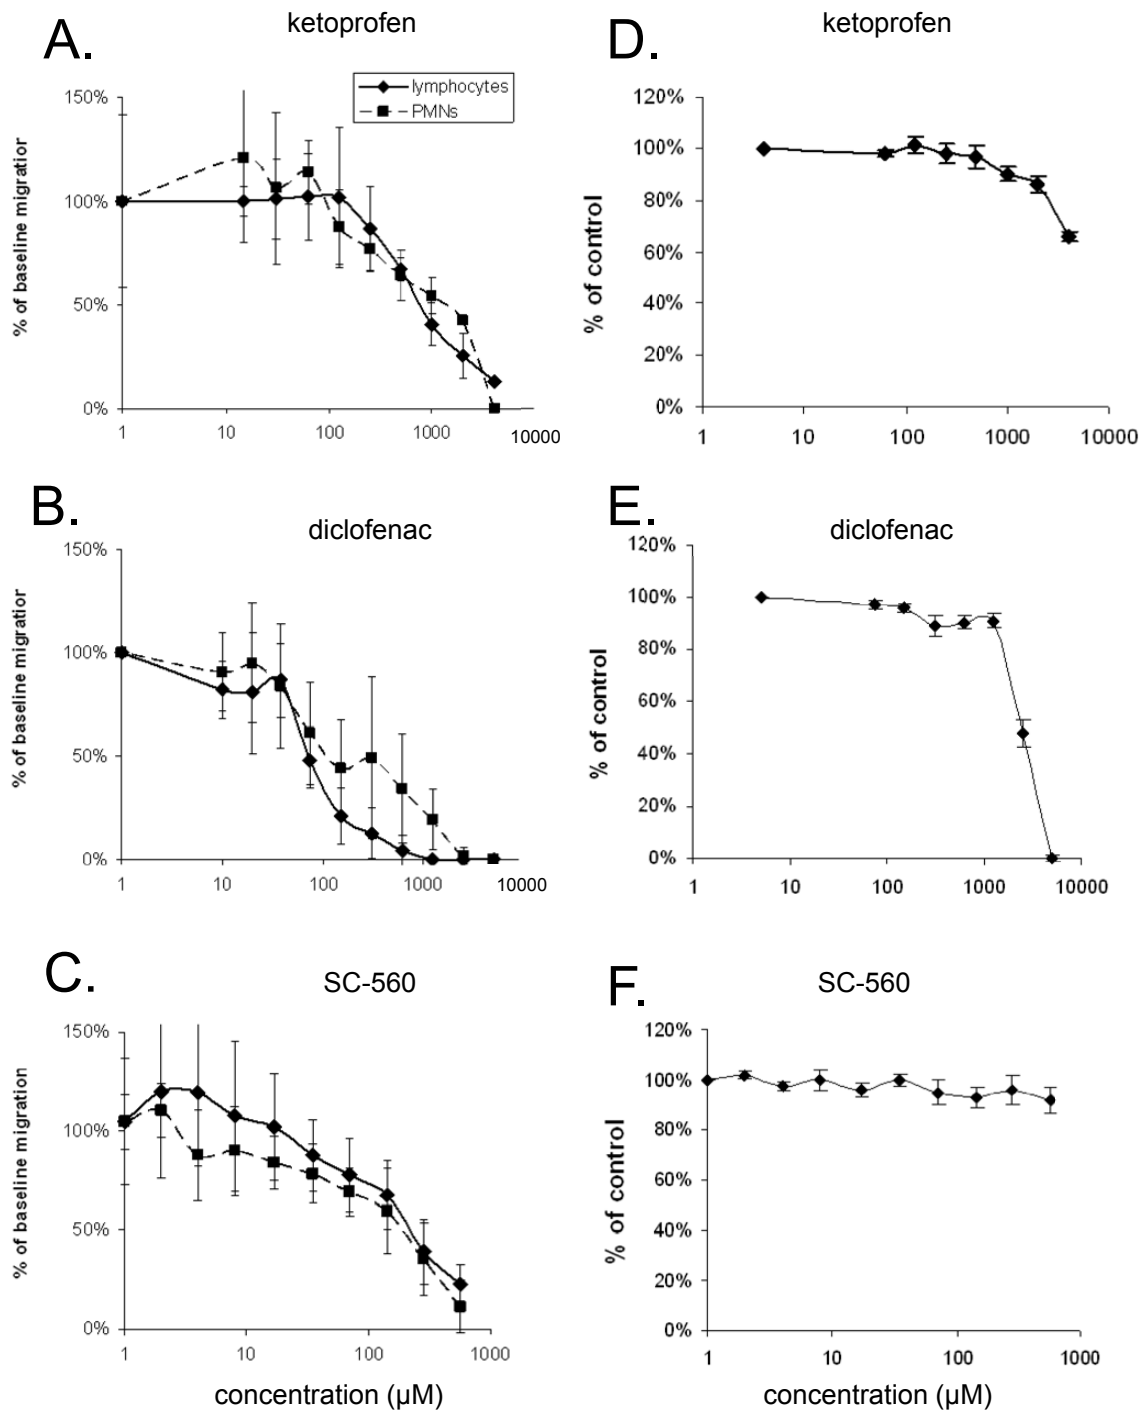 A.
ketoprofen
lymphocytes
PMNs
% of baseline migration
150%
100%
50%
0%
1
10
100
1000
10000
D.
ketoprofen
% of control
120%
100%
80%
60%
40%
20%
0%
1
10
100
1000
10000
B.
diclofenac
% of baseline migration
150%
100%
50%
0%
1
10
100
1000
10000
E.
diclofenac
% of control
120%
100%
80%
60%
40%
20%
0%
1
10
100
1000
10000
C.
SC-560
% of baseline migration
150%
100%
50%
0%
1
10
100
1000
concentration (µM)
F.
SC-560
% of control
120%
100%
80%
60%
40%
20%
0%
1
10
100
1000
concentration (µM)